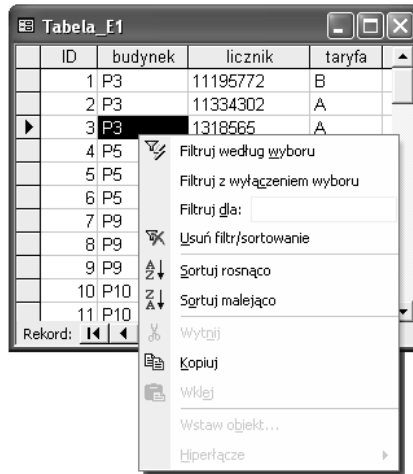 Tabela_E1
ID budynek licznik taryfa
1 P3 11195772 B
2 P3 11334302 A
3 P3 1318565 A
4 P5
5 P5
6 P5
7 P9
8 P9
9 P9
10 P10
11 P10
Rekord:
Filtruj według wyboru
Filtruj z wyłączeniem wyboru
Filtruj dla:
Usuń filtr/sortowanie
Sortuj rosnąco
Sortuj malejąco
Wytnij
Kopiuj
Wklej
Wstaw obiekt...
Hiperłącze